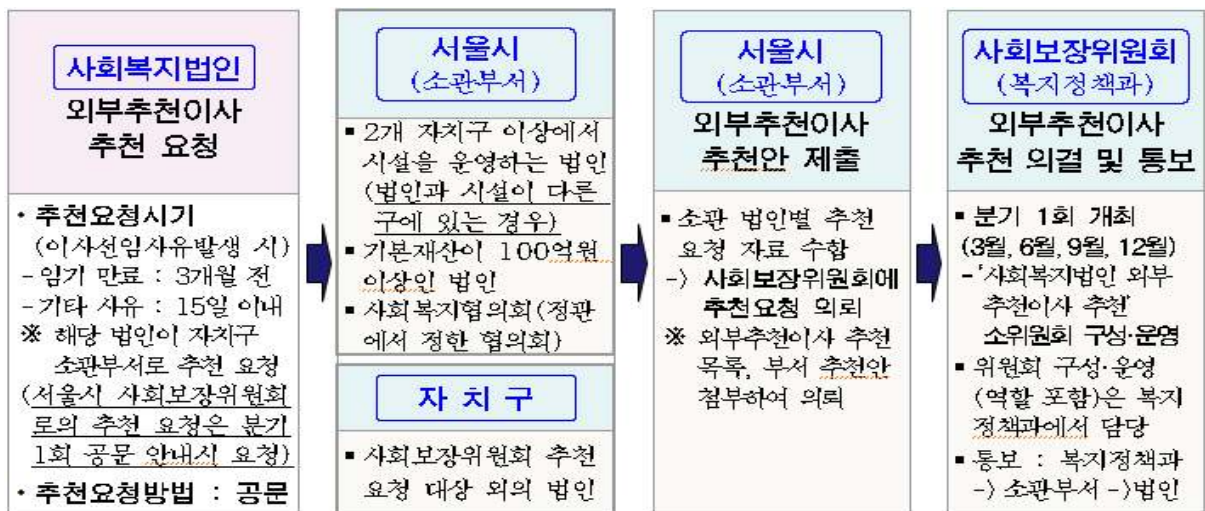 사회복지법인
외부추천이사
추천 요청
・추천요청시기
(이사선임사유발생 시)
-임기 만료 : 3개월 전
-기타 사유 : 15일 이내
※ 해당 법인이 자치구
소관부서로 추천 요청
(서울시 사회보장위원회
로의 추천 요청은 분기
1회 공문 안내시 요청)
・추천요청방법 : 공문
서울시
(소관부서)
▪ 2개 자치구 이상에서
시설을 운영하는 법인
(법인과 시설이 다른
구에 있는 경우)
▪ 기본재산이 100억원
이상인 법인
▪ 사회복지협의회(정관
에서 정한 협의회)
자 치 구
▪ 사회보장위원회 추천
요청 대상 외의 법인
서울시
(소관부서)
외부추천이사
추천안 제출
▪ 소관 법인별 추천
요청 자료 수합
-> 사회보장위원회에
추천요청 의뢰
※ 외부추천이사 추천
목록, 부서 추천안
첨부하여 의뢰
사회보장위원회
(복지정책과)
외부추천이사
추천 의결 및 통보
▪ 분기 1회 개최
(3월, 6월, 9월, 12월)
-'사회복지법인 외부
추천이사 추천'
소위원회 구성·운영
▪ 위원회 구성·운영
(역할 포함)은 복지
정책과에서 담당
▪ 통보 : 복지정책과
-> 소관부서 ->법인